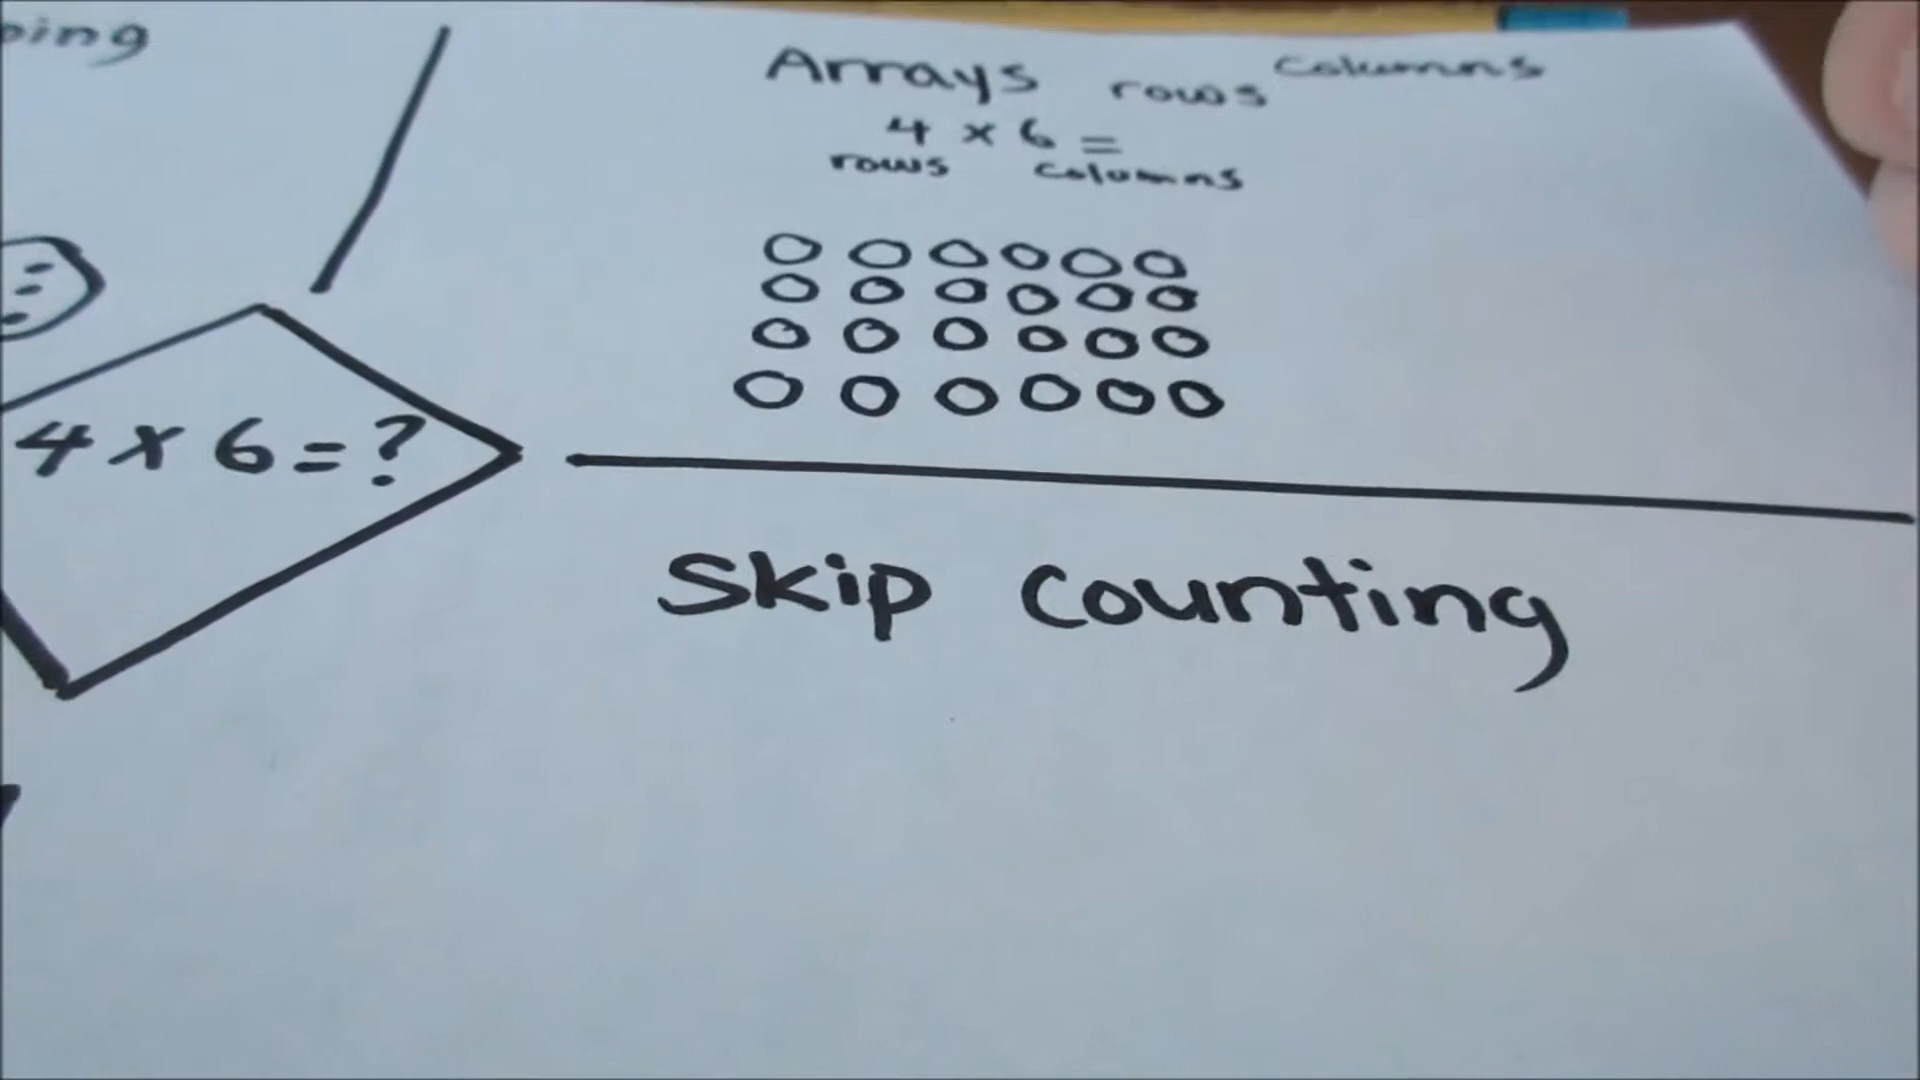 ping
Arrays rows columns
4 x 6 =
rows columns
4 x 6 = ?
Skip Counting